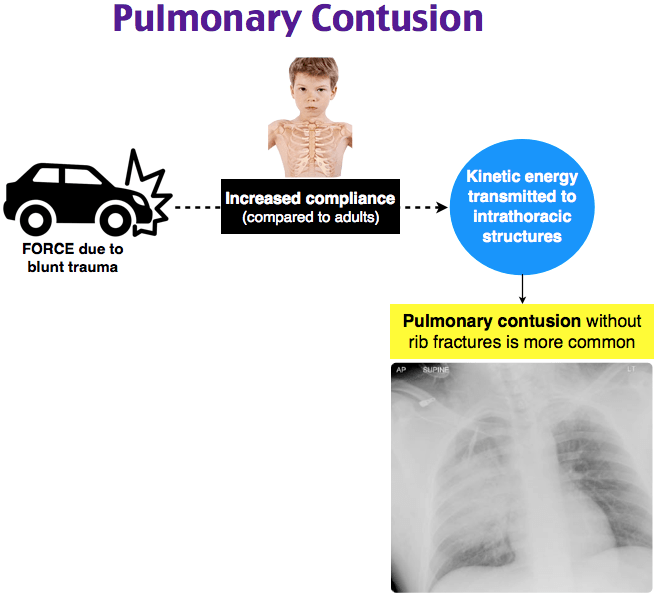 Pulmonary Contusion
FORCE due to
blunt trauma
Increased compliance
(compared to adults)
Kinetic energy
transmitted to
intrathoracic
structures
Pulmonary contusion without
rib fractures is more common
AP SUPINE LT